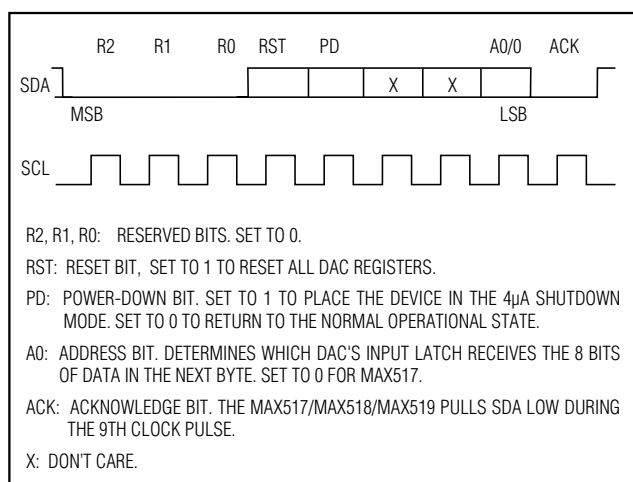 R2 R1 R0 RST PD A0/0 ACK
SDA X X
MSB LSB
SCL
R2, R1, R0: RESERVED BITS. SET TO 0.
RST: RESET BIT, SET TO 1 TO RESET ALL DAC REGISTERS.
PD: POWER-DOWN BIT. SET TO 1 TO PLACE THE DEVICE IN THE 4µA SHUTDOWN
MODE. SET TO 0 TO RETURN TO THE NORMAL OPERATIONAL STATE.
A0: ADDRESS BIT. DETERMINES WHICH DAC'S INPUT LATCH RECEIVES THE 8 BITS
OF DATA IN THE NEXT BYTE. SET TO 0 FOR MAX517.
ACK: ACKNOWLEDGE BIT. THE MAX517/MAX518/MAX519 PULLS SDA LOW DURING
THE 9TH CLOCK PULSE.
X: DON'T CARE.